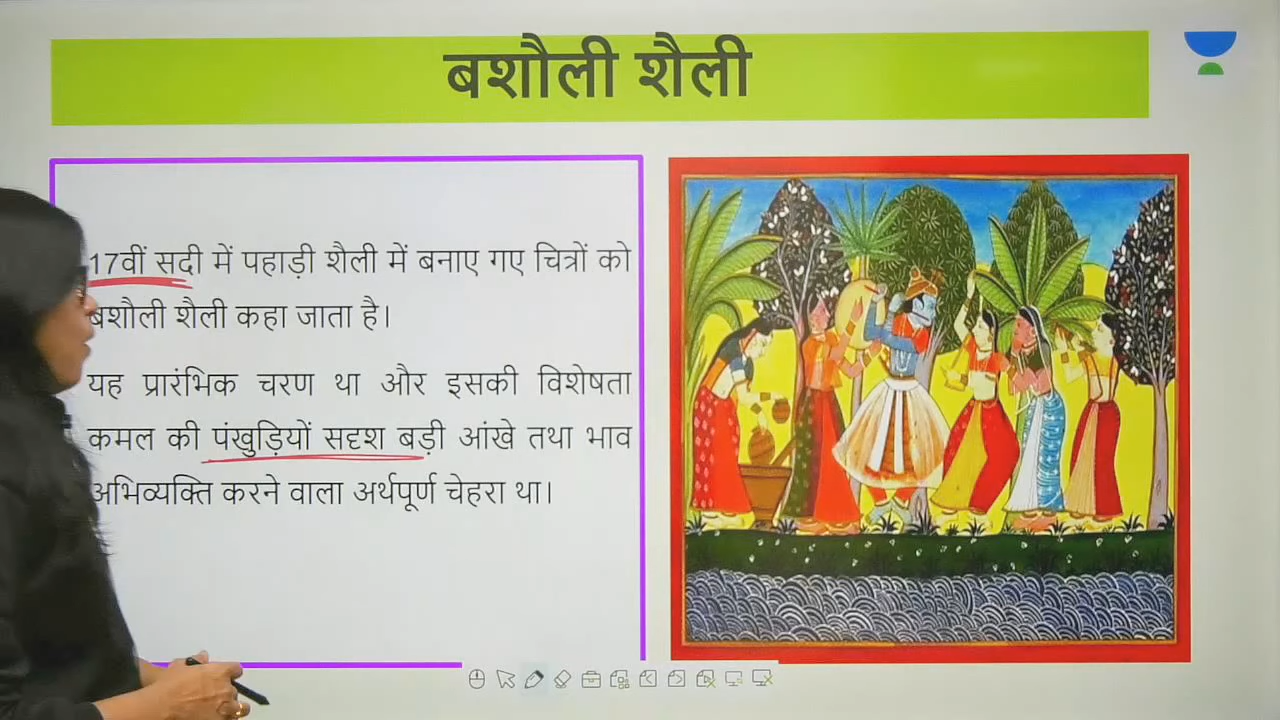 बशौली शैली
17वीं सदी में पहाड़ी शैली में बनाए गए चित्रों को
बशौली शैली कहा जाता है।
यह प्रारंभिक चरण था और इसकी विशेषता
कमल की पंखुड़ियों सदृश बड़ी आंखे तथा भाव
अभिव्यक्ति करने वाला अर्थपूर्ण चेहरा था।